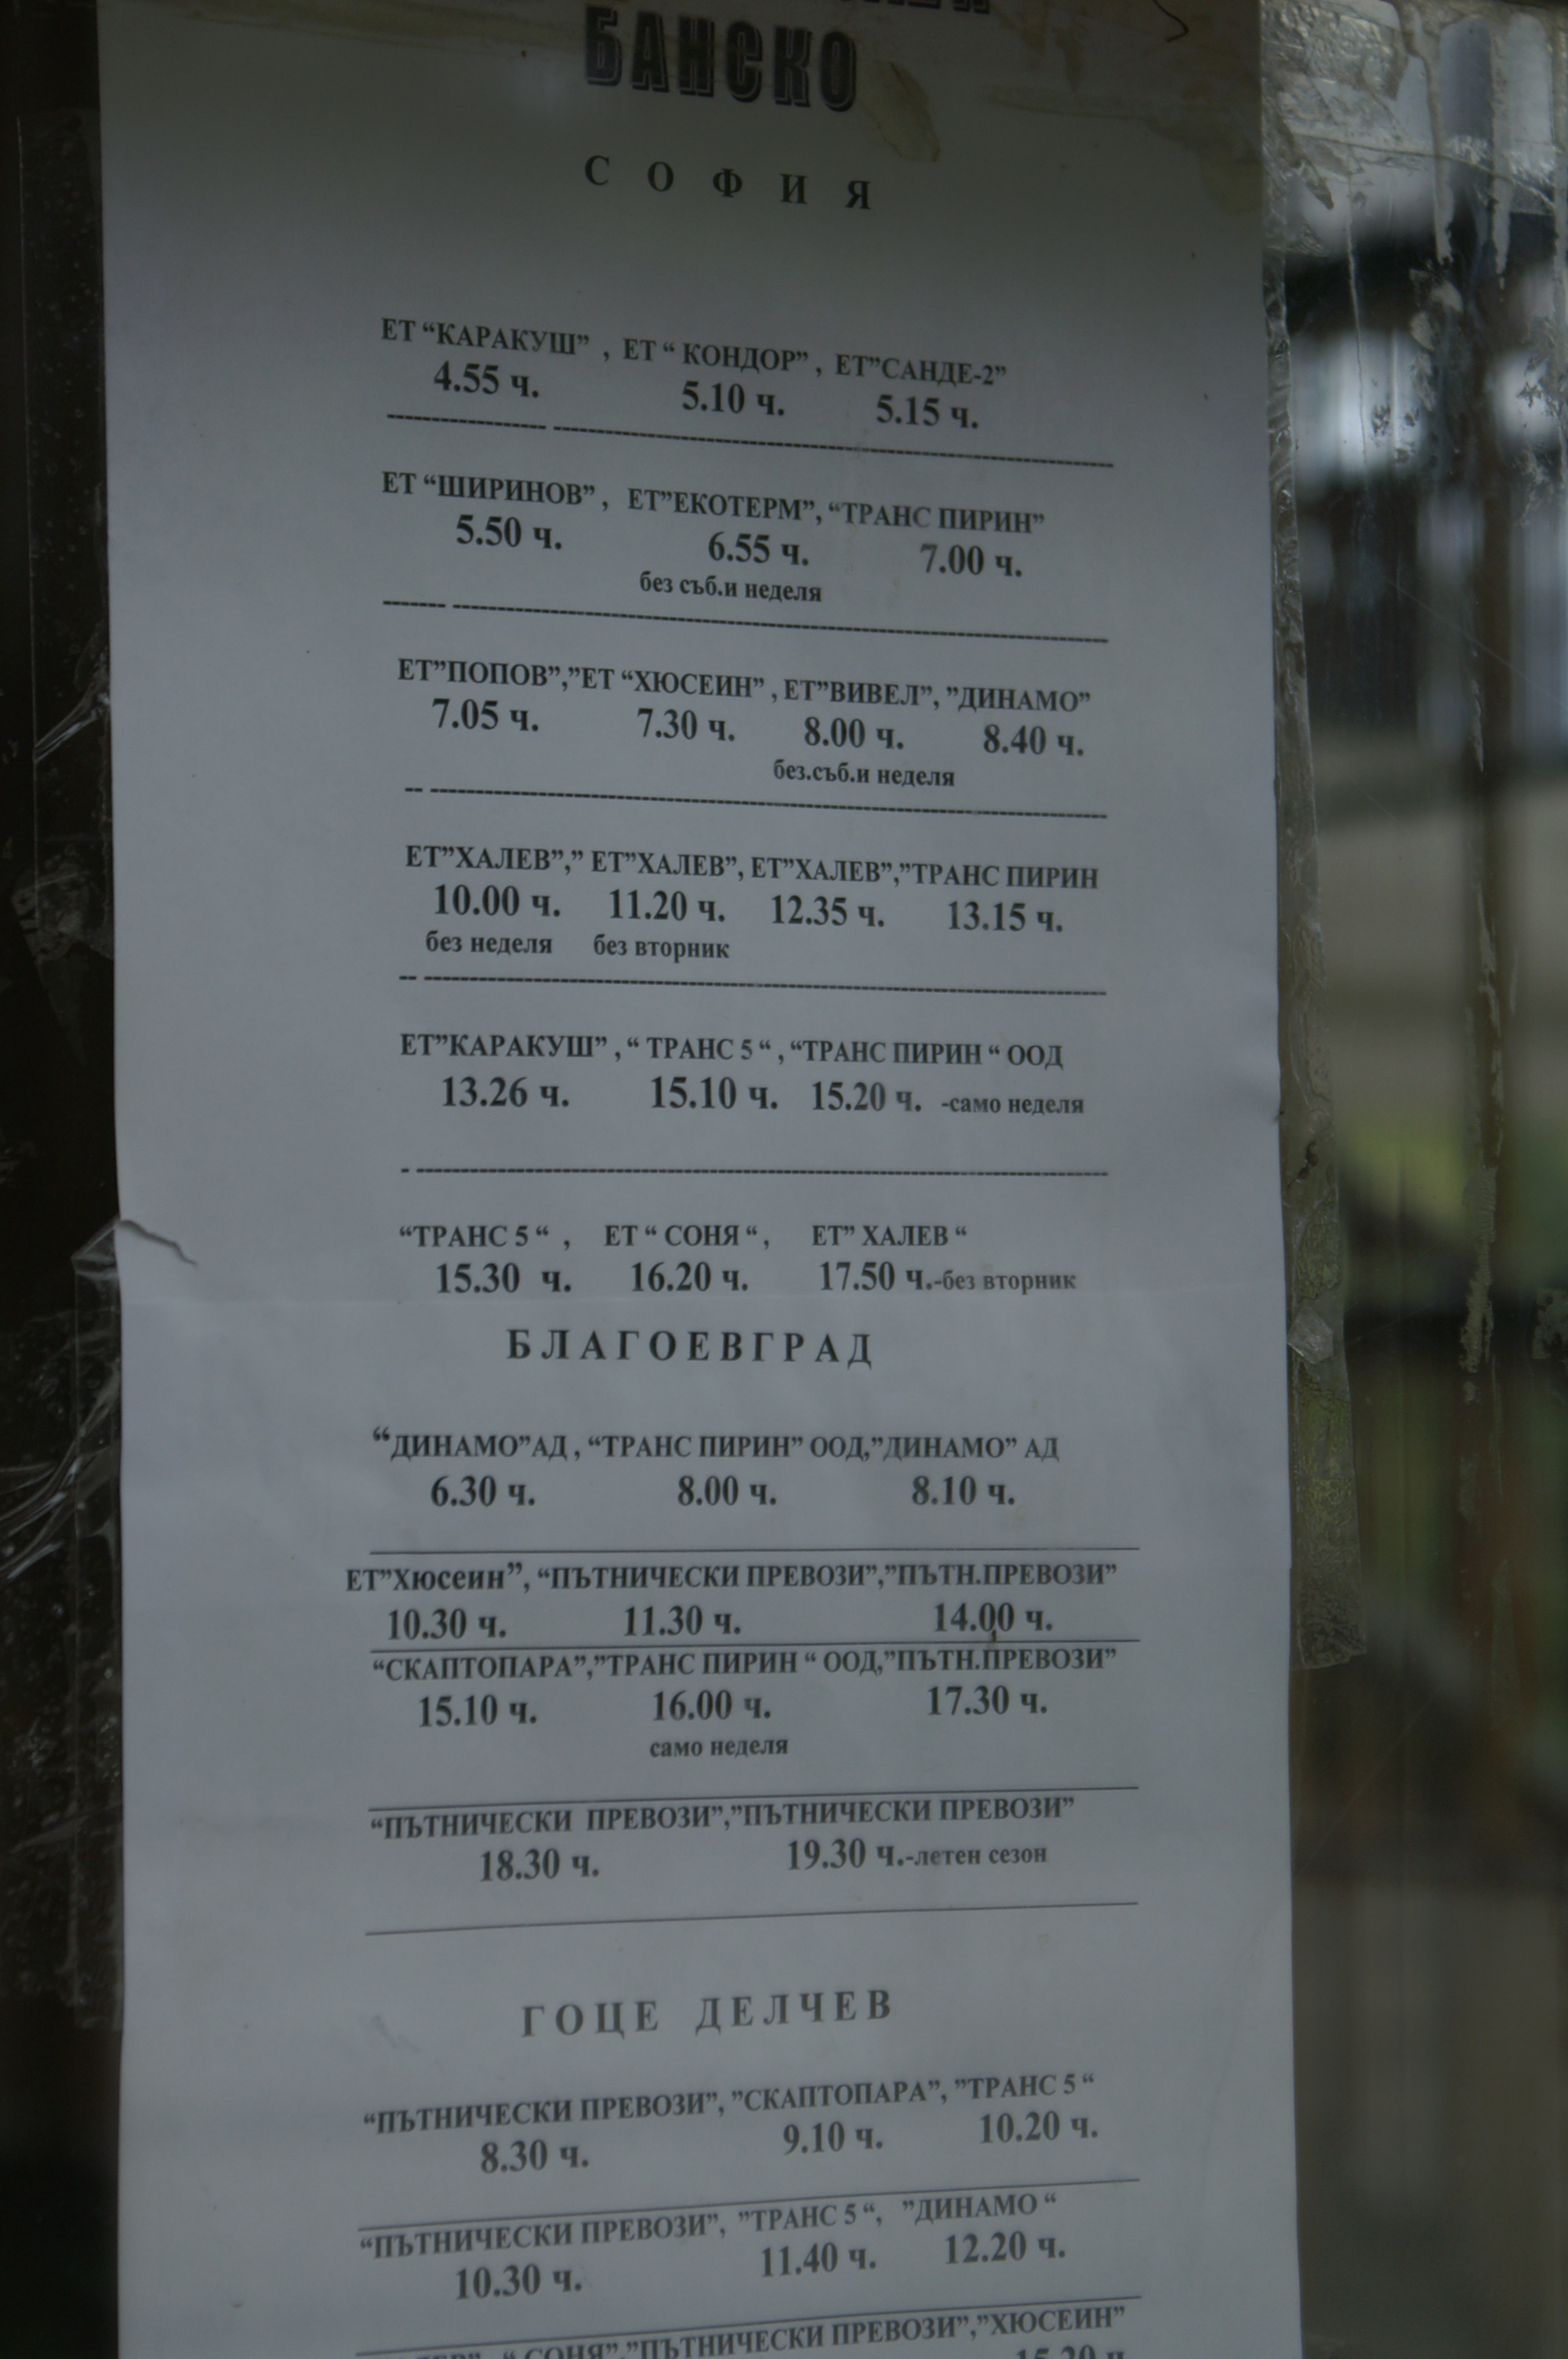 БАНСКО
С О Ф И Я
ЕТ “КАРАКУШ” , ЕТ “ КОНДОР” , ЕТ”САНДЕ-2”
4.55 ч. 5.10 ч. 5.15 ч.
ЕТ “ШИРИНОВ” , ЕТ”ЕКОТЕРМ”, “ТРАНС ПИРИН”
5.50 ч. 6.55 ч. 7.00 ч.
без съб.и неделя
ЕТ”ПОПОВ”,”ЕТ “ХЮСЕИН” , ЕТ”ВИВЕЛ”, ”ДИНАМО”
7.05 ч. 7.30 ч. 8.00 ч. 8.40 ч.
без.съб.и неделя
ЕТ”ХАЛЕВ”,” ЕТ”ХАЛЕВ”, ЕТ”ХАЛЕВ”,”ТРАНС ПИРИН
10.00 ч. 11.20 ч. 12.35 ч. 13.15 ч.
без неделя без вторник
ЕТ”КАРАКУШ” , “ ТРАНС 5 “ , “ТРАНС ПИРИН “ ООД
13.26 ч. 15.10 ч. 15.20 ч. -само неделя
“ТРАНС 5 “ , ЕТ “ СОНЯ “ , ЕТ” ХАЛЕВ “
15.30 ч. 16.20 ч. 17.50 ч.-без вторник
Б Л А Г О Е В Г Р А Д
“ДИНАМО”АД , “ТРАНС ПИРИН” ООД,”ДИНАМО” АД
6.30 ч. 8.00 ч. 8.10 ч.
ЕТ”Хюсеин”, “ПЪТНИЧЕСКИ ПРЕВОЗИ”,”ПЪТН.ПРЕВОЗИ”
10.30 ч. 11.30 ч. 14.00 ч.
“СКАПТОПАРА”,”ТРАНС ПИРИН “ ООД,”ПЪТН.ПРЕВОЗИ”
15.10 ч. 16.00 ч. 17.30 ч.
само неделя
“ПЪТНИЧЕСКИ ПРЕВОЗИ”,”ПЪТНИЧЕСКИ ПРЕВОЗИ”
18.30 ч. 19.30 ч.-летен сезон
Г О Ц Е Д Е Л Ч Е В
“ПЪТНИЧЕСКИ ПРЕВОЗИ”, ”СКАПТОПАРА”, ”ТРАНС 5 “
8.30 ч. 9.10 ч. 10.20 ч.
“ПЪТНИЧЕСКИ ПРЕВОЗИ”, ”ТРАНС 5 “, ”ДИНАМО “
10.30 ч. 11.40 ч. 12.20 ч.
“ СОНЯ”,”ПЪТНИЧЕСКИ ПРЕВОЗИ”,”ХЮСЕИН”
15.20 ч.